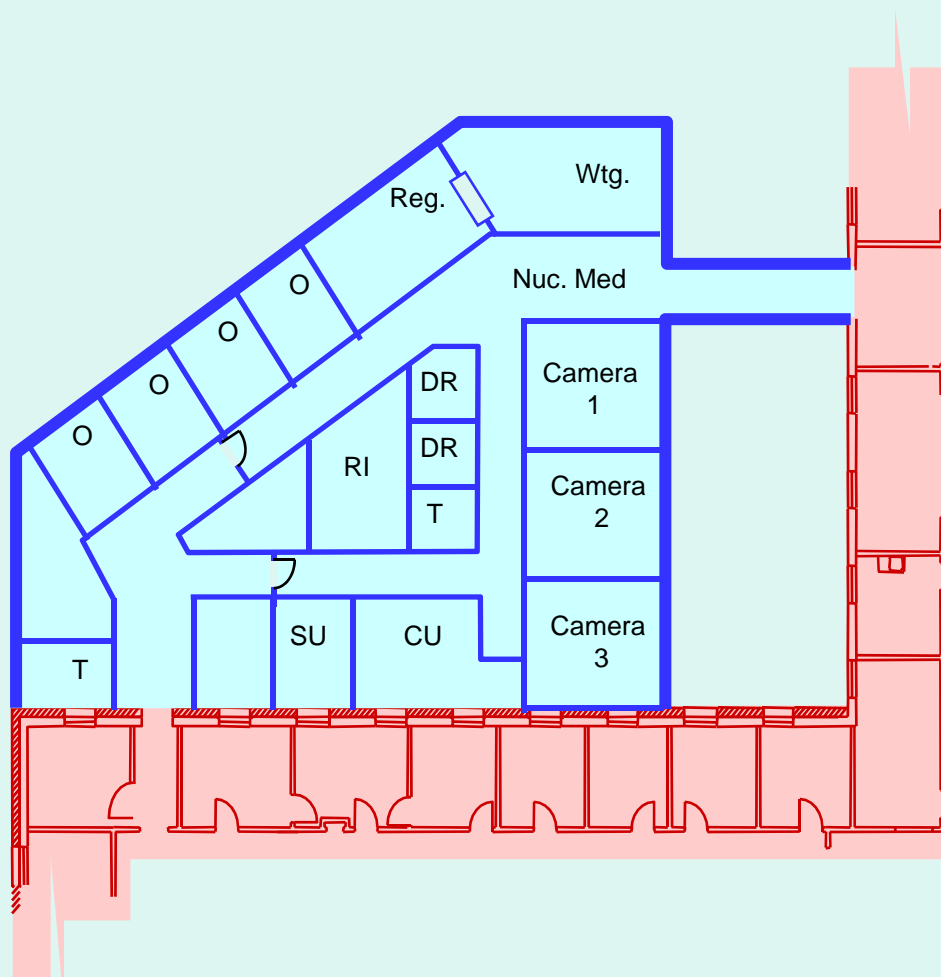 Wtg.
Reg.
Nuc. Med
O
O
O
O
DR
Camera
1
DR
RI
Camera
2
T
SU
CU
Camera
3
T